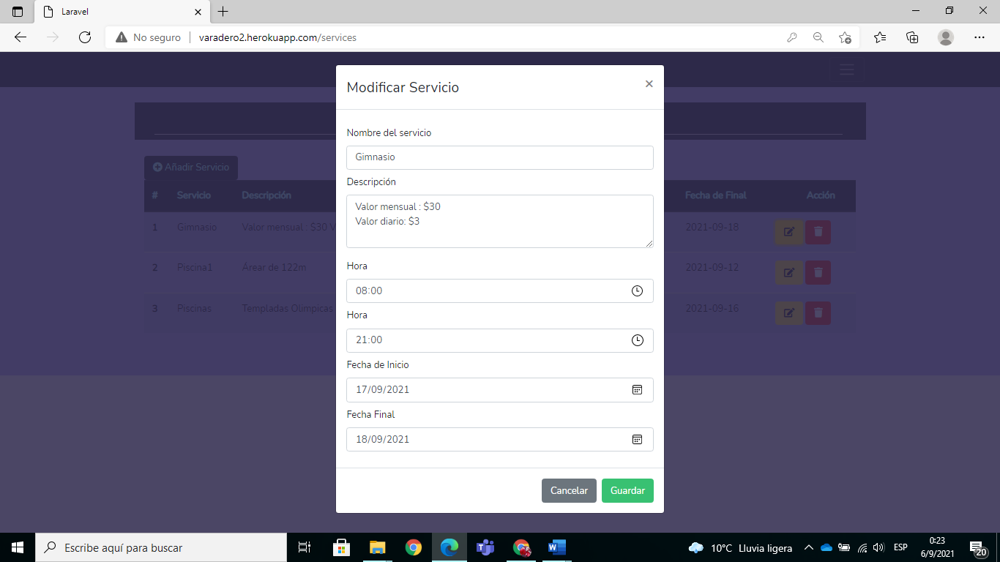 Laravel
No seguro
varadero2.herokuapp.com/services
Modificar Servicio
Nombre del servicio
Gimnasio
Descripción
Valor mensual : $30
Valor diario: $3
Hora
08:00
Hora
21:00
Fecha de Inicio
17/09/2021
Fecha Final
18/09/2021
Cancelar Guardar
Añadir Servicio
# Servicio Descripción Fecha de Final Acción
1 Gimnasio Valor mensual : $30 V 2021-09-18
2 Piscina1 Árear de 122m 2021-09-12
3 Piscinas Templadas Olimpicas 2021-09-16
Escribe aquí para buscar
10°C Lluvia ligera
ESP
0:23
6/9/2021
20